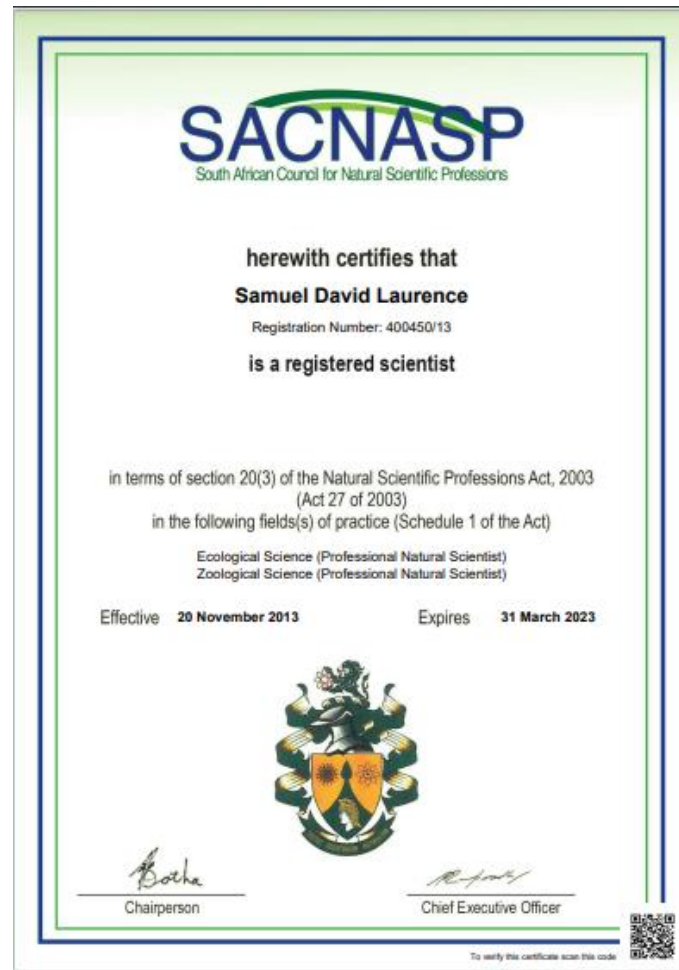 SACNASP
South African Council for Natural Scientific Professions
herewith certifies that
Samuel David Laurence
Registration Number: 400450/13
is a registered scientist
in terms of section 20(3) of the Natural Scientific Professions Act, 2003
(Act 27 of 2003)
in the following fields(s) of practice (Schedule 1 of the Act)
Ecological Science (Professional Natural Scientist)
Zoological Science (Professional Natural Scientist)
Effective 20 November 2013 Expires 31 March 2023
Botha
Chairperson Chief Executive Officer
To verify this certificate scan this code